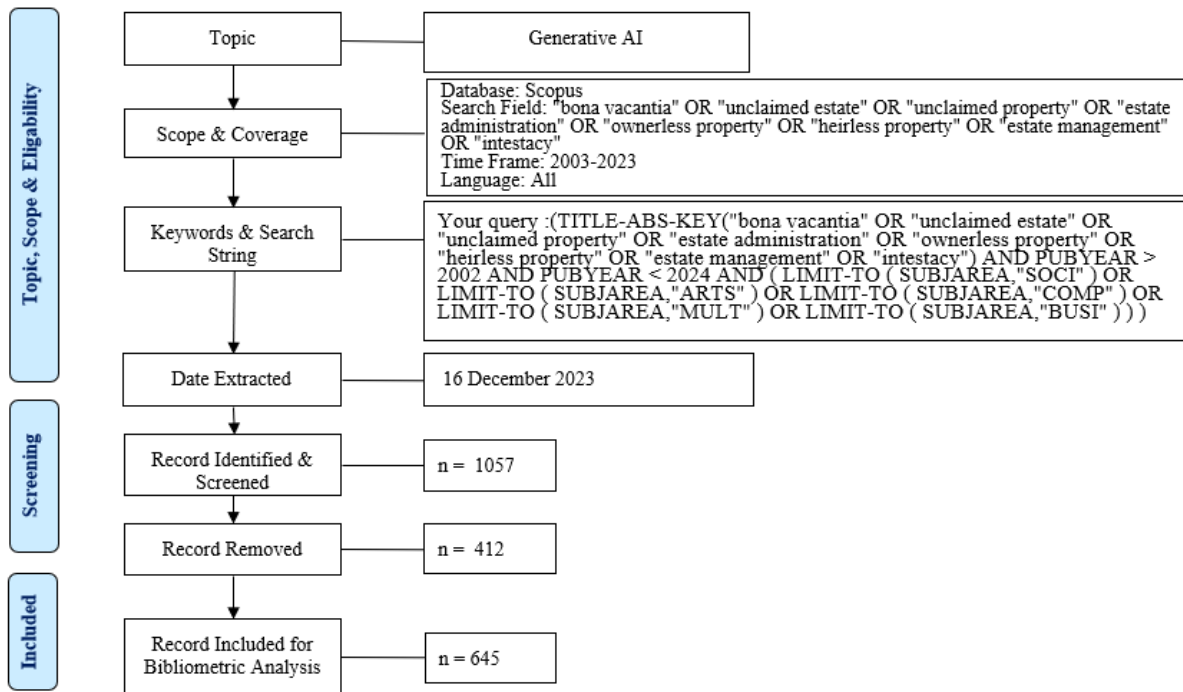 Topic, Scope & Eligability
Topic
Generative AI
Scope & Coverage
Database: Scopus
Search Field: "bona vacantia" OR "unclaimed estate" OR "unclaimed property" OR "estate
administration" OR "ownerless property" OR "heirless property" OR "estate management"
OR "intestacy"
Time Frame: 2003-2023
Language: All
Keywords & Search
String
Your query :(TITLE-ABS-KEY("bona vacantia" OR "unclaimed estate" OR
"unclaimed property" OR "estate administration" OR "ownerless property" OR
"heirless property" OR "estate management" OR "intestacy") AND PUBYEAR >
2002 AND PUBYEAR < 2024 AND ( LIMIT-TO ( SUBJAREA,"SOCI" ) OR
LIMIT-TO ( SUBJAREA,"ARTS" ) OR LIMIT-TO ( SUBJAREA,"COMP" ) OR
LIMIT-TO ( SUBJAREA,"MULT" ) OR LIMIT-TO ( SUBJAREA,"BUSI" ) ) )
Date Extracted
16 December 2023
Screening
Record Identified &
Screened
n = 1057
Record Removed
n = 412
Included
Record Included for
Bibliometric Analysis
n = 645